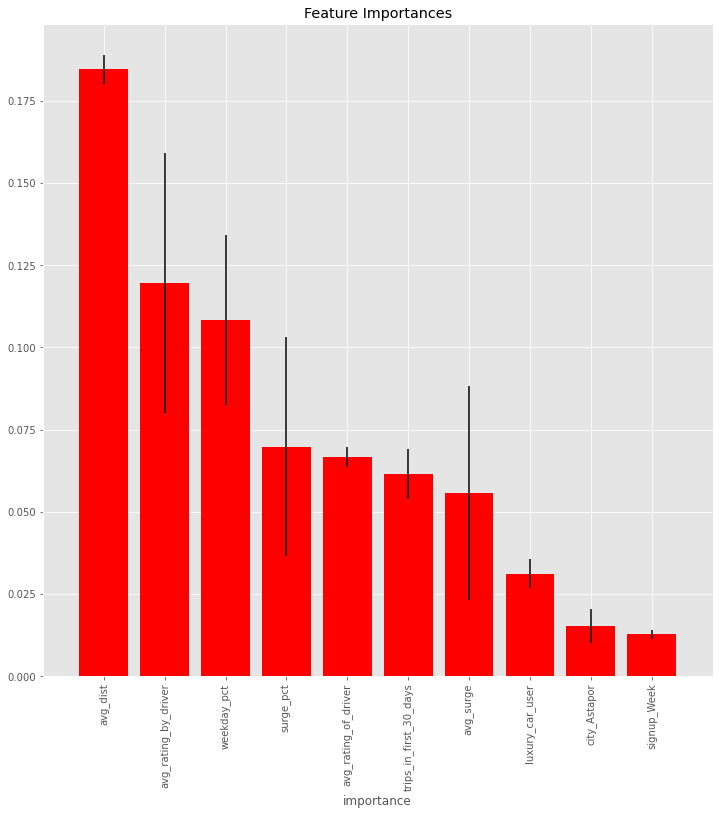 Feature Importances
0.175
0.150
0.125
0.100
0.075
0.050
0.025
0.000
avg_dist
avg_rating_by_driver
weekday_pct
surge_pct
avg_rating_of_driver
trips_in_first_30_days
avg_surge
luxury_car_user
city_Astapor
signup_Week
importance